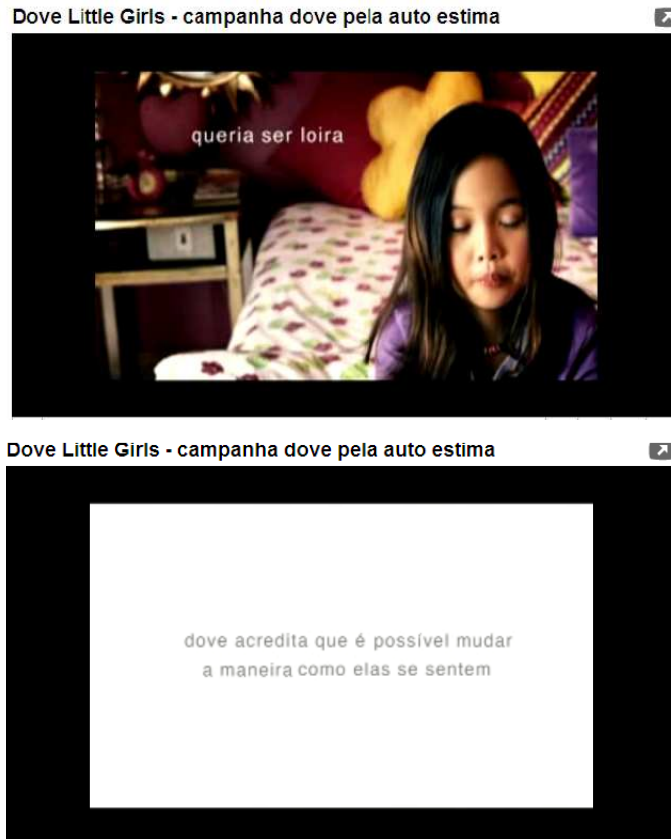 Dove Little Girls - campanha dove pela auto estima
queria ser loira
Dove Little Girls - campanha dove pela auto estima
dove acredita que é possível mudar
a maneira como elas se sentem